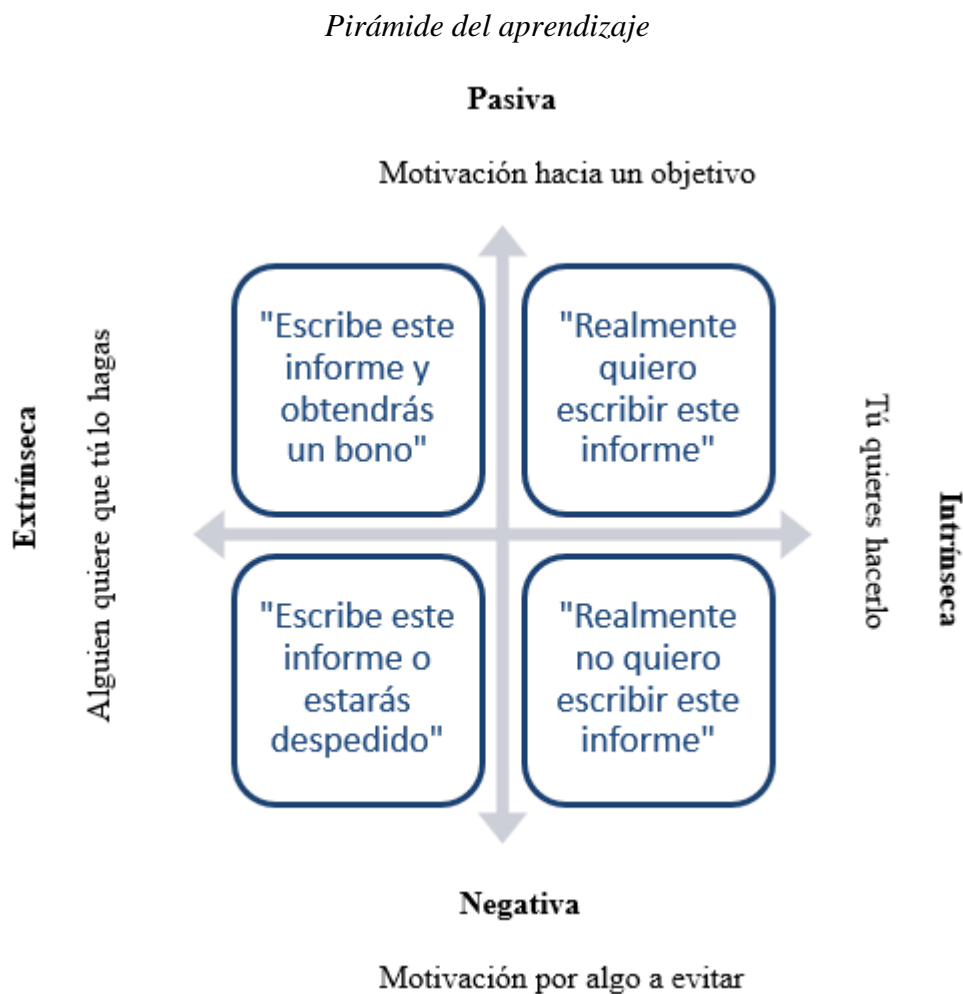 Pirámide del aprendizaje
Pasiva
Motivación hacia un objetivo
Extrínseca
Alguien quiere que tú lo hagas
"Escribe este
informe y
obtendrás
un bono"
"Realmente
quiero
escribir este
informe"
Tú quieres hacerlo
Intrínseca
"Escribe este
informe o
estarás
despedido"
"Realmente
no quiero
escribir este
informe"
Negativa
Motivación por algo a evitar